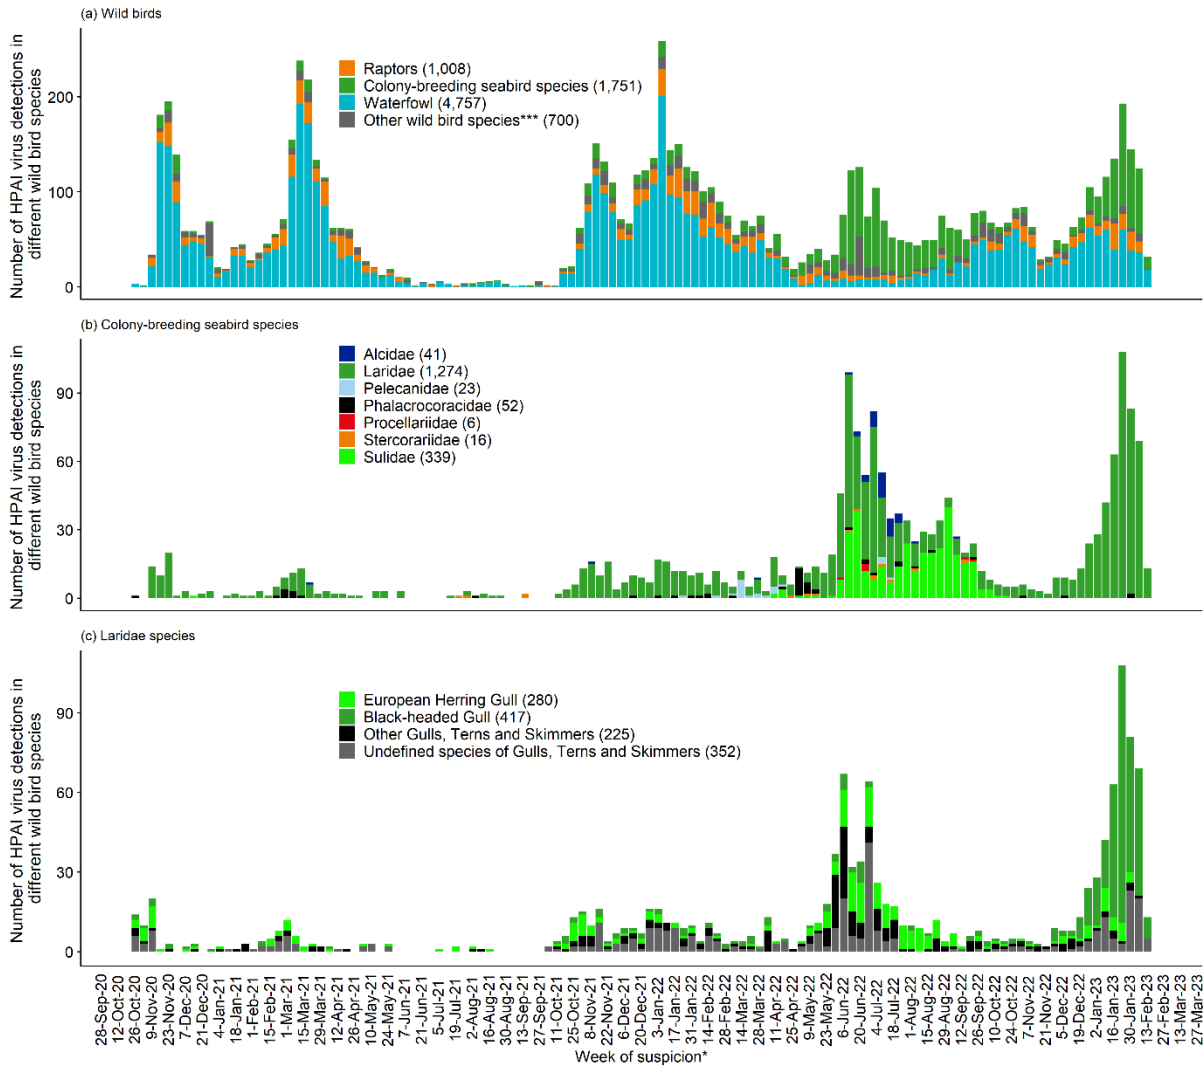 (a) Wild birds
Number of HPAI virus detections in
different wild bird species
200
100
0
Raptors (1,008)
Colony-breeding seabird species (1,751)
Waterfowl (4,757)
Other wild bird species*** (700)
(b) Colony-breeding seabird species
Number of HPAI virus detections in
different wild bird species
90
60
30
0
Alcidae (41)
Laridae (1,274)
Pelecanidae (23)
Phalacrocoracidae (52)
Procellariidae (6)
Stercorariidae (16)
Sulidae (339)
(c) Laridae species
Number of HPAI virus detections in
different wild bird species
90
60
30
0
European Herring Gull (280)
Black-headed Gull (417)
Other Gulls, Terns and Skimmers (225)
Undefined species of Gulls, Terns and Skimmers (352)
28-Sep-20
12-Oct-20
26-Oct-20
9-Nov-20
23-Nov-20
7-Dec-20
21-Dec-20
4-Jan-21
18-Jan-21
1-Feb-21
15-Feb-21
1-Mar-21
15-Mar-21
29-Mar-21
12-Apr-21
26-Apr-21
10-May-21
24-May-21
7-Jun-21
21-Jun-21
5-Jul-21
19-Jul-21
2-Aug-21
16-Aug-21
30-Aug-21
13-Sep-21
27-Sep-21
11-Oct-21
25-Oct-21
8-Nov-21
22-Nov-21
6-Dec-21
20-Dec-21
3-Jan-22
17-Jan-22
31-Jan-22
14-Feb-22
28-Feb-22
14-Mar-22
28-Mar-22
11-Apr-22
25-Apr-22
9-May-22
23-May-22
6-Jun-22
20-Jun-22
4-Jul-22
18-Jul-22
1-Aug-22
15-Aug-22
29-Aug-22
12-Sep-22
26-Sep-22
10-Oct-22
24-Oct-22
7-Nov-22
21-Nov-22
5-Dec-22
19-Dec-22
2-Jan-23
16-Jan-23
30-Jan-23
13-Feb-23
27-Feb-23
13-Mar-23
27-Mar-23
Week of suspicion*